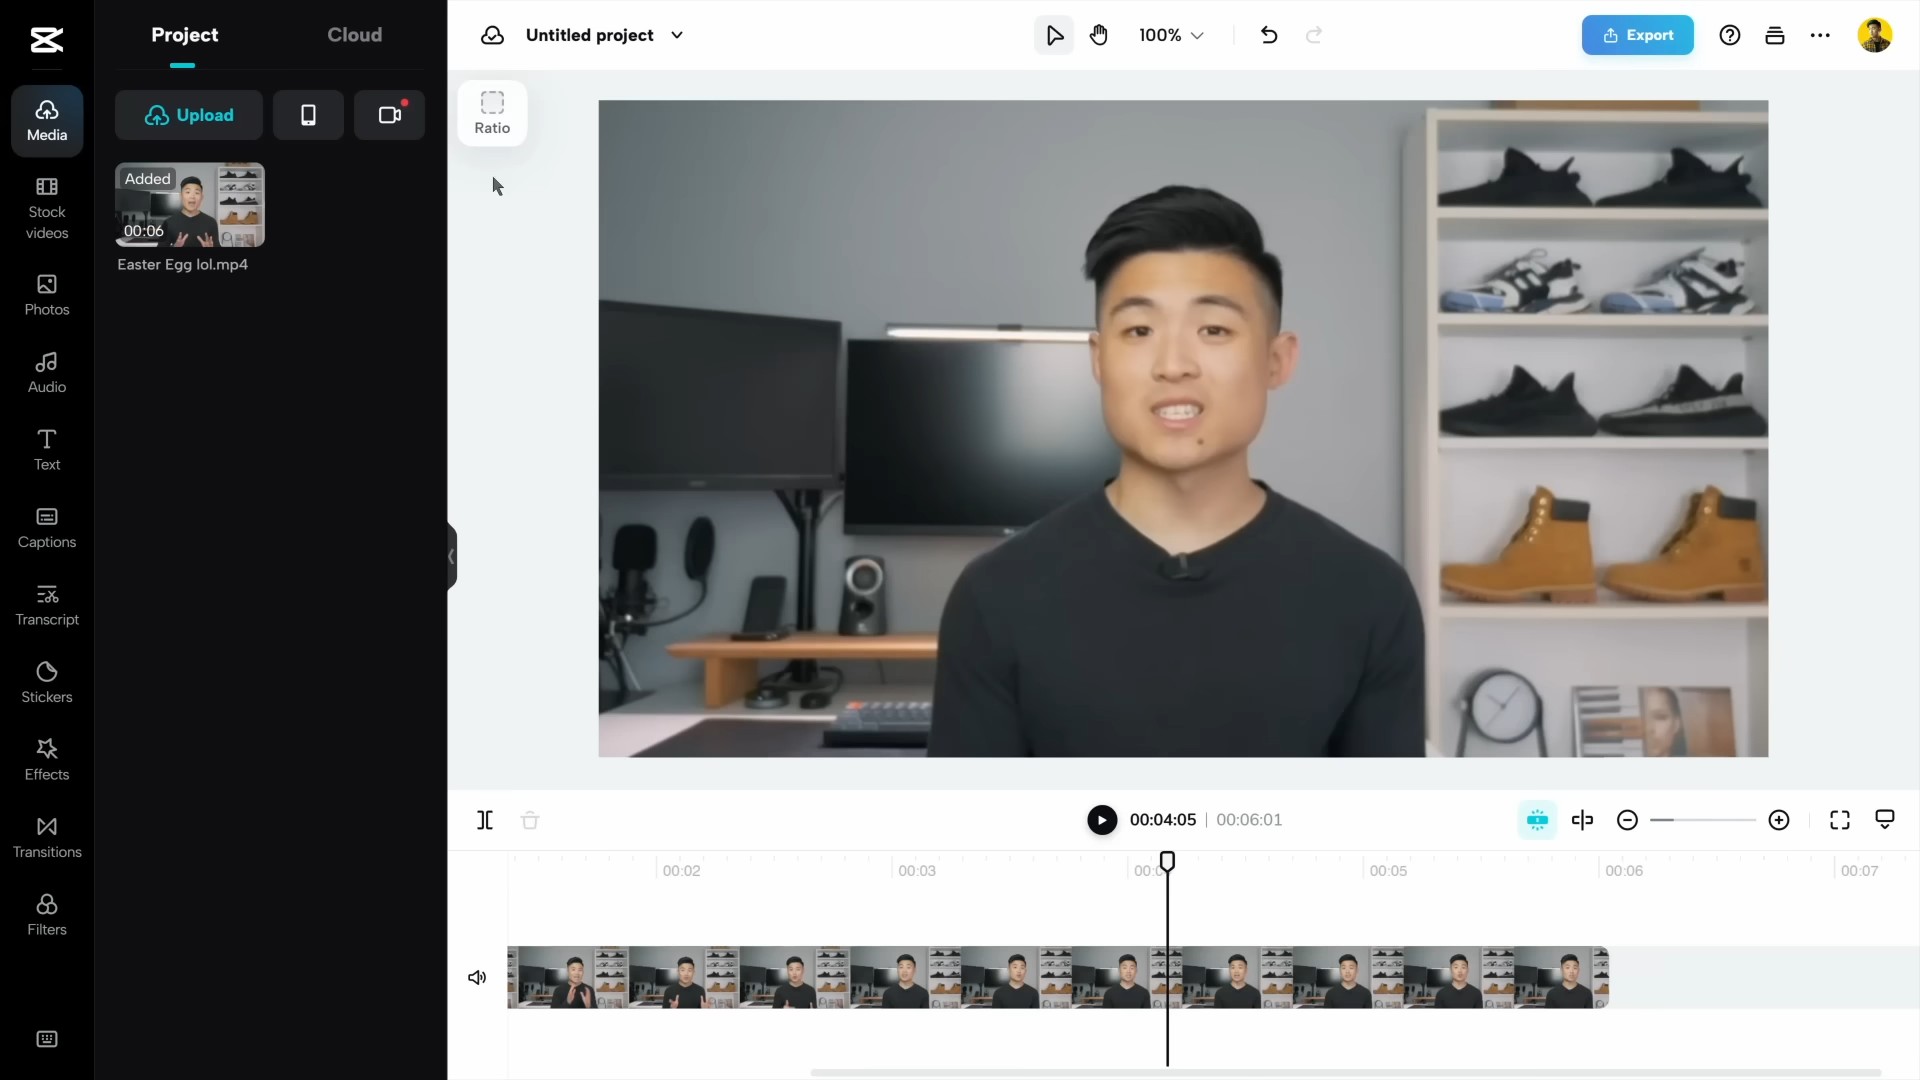 Project
Cloud
Untitled project
100%
Export
Media
Upload
Ratio
Added
00:06
Easter Egg lol.mp4
Stock
videos
Photos
Audio
Text
Captions
Transcript
Stickers
Effects
Transitions
Filters
00:04:05 | 00:06:01
00:02
00:03
00:05
00:06
00:07